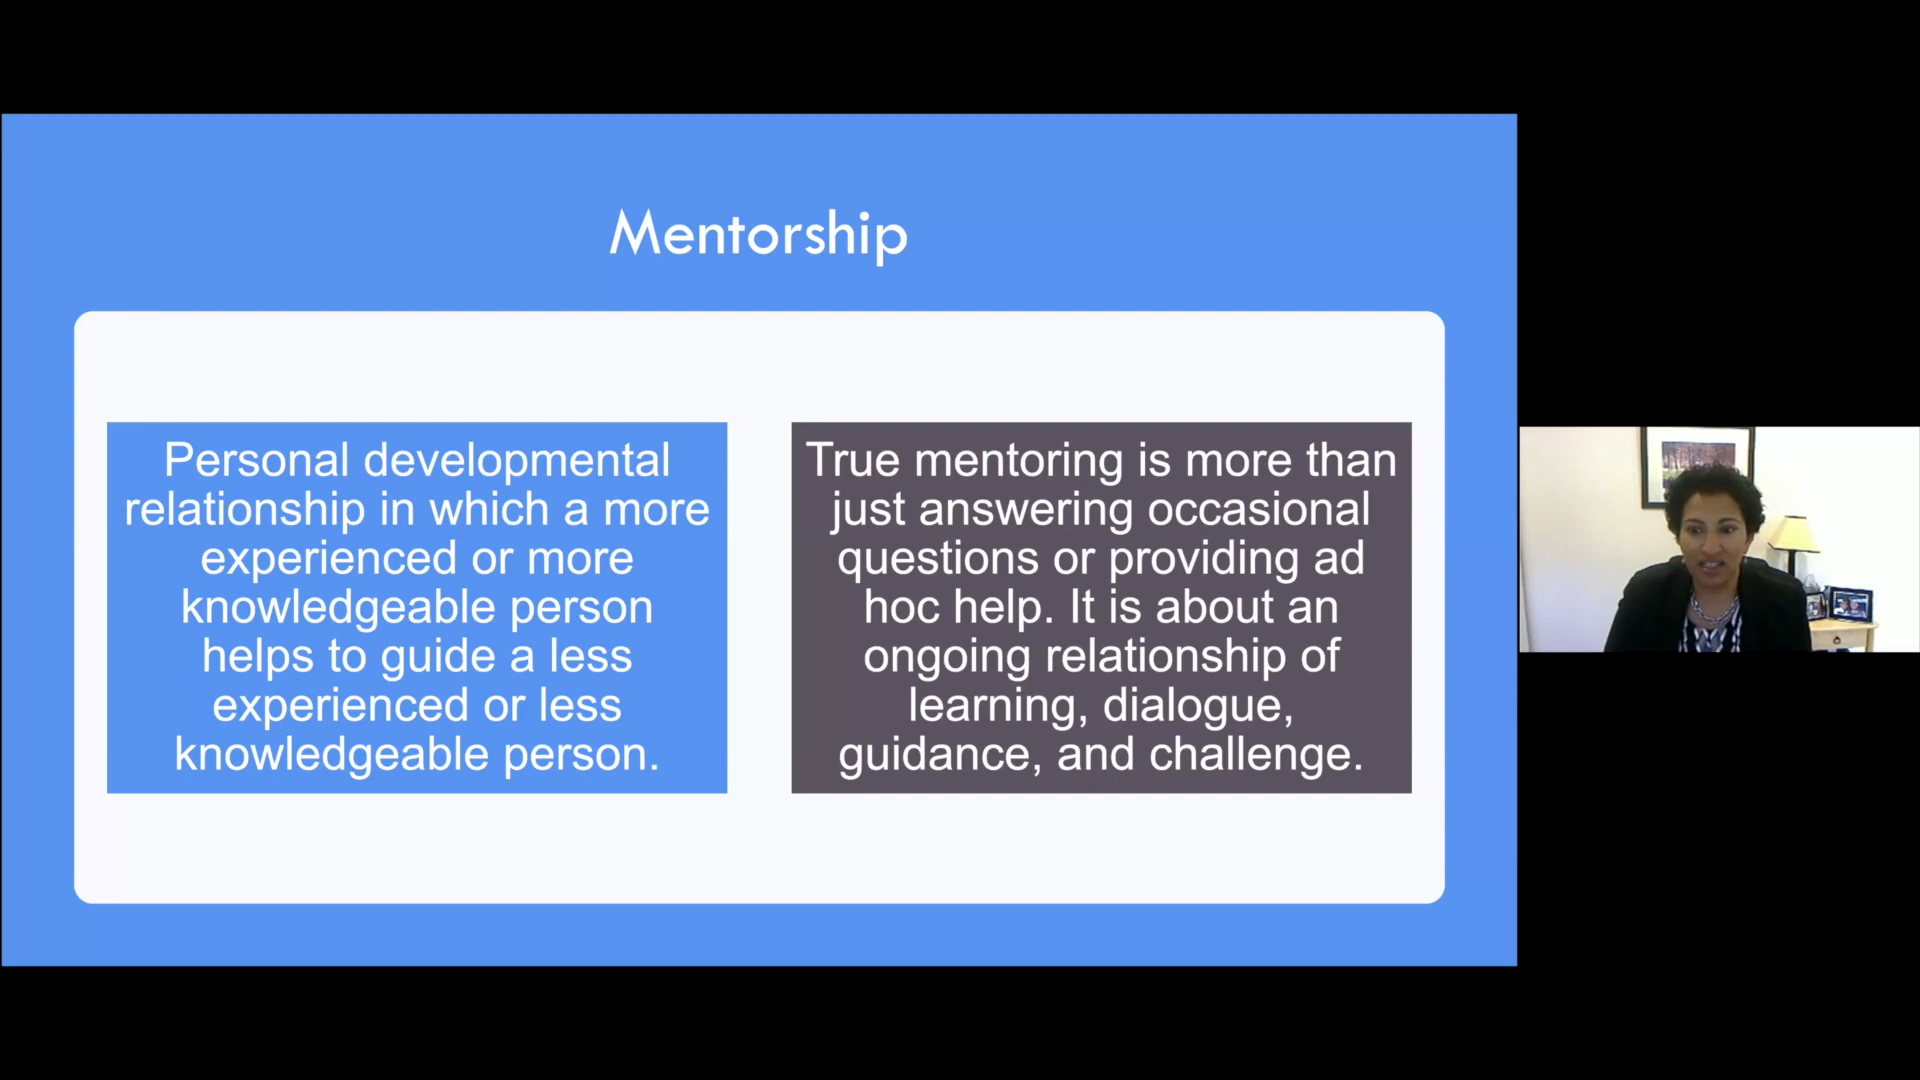 Mentorship
Personal developmental
relationship in which a more
experienced or more
knowledgeable person
helps to guide a less
experienced or less
knowledgeable person.
True mentoring is more than
just answering occasional
questions or providing ad
hoc help. It is about an
ongoing relationship of
learning, dialogue,
guidance, and challenge.